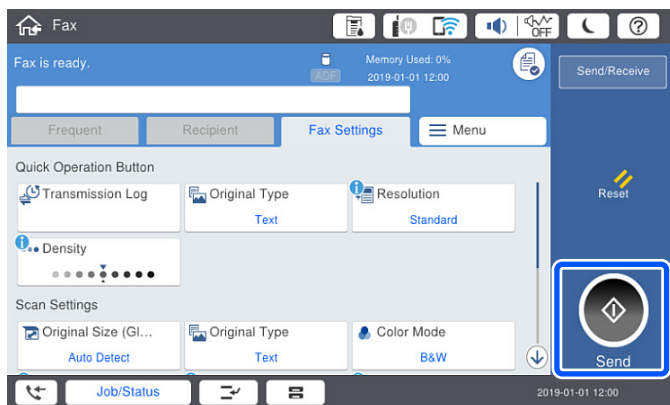 Fax
OFF
Fax is ready.
ADF
Memory Used: 0%
2019-01-01 12:00
Send/Receive
Frequent
Recipient
Fax Settings
Menu
Quick Operation Button
Transmission Log
Original Type
Text
Resolution
Standard
Reset
Density
Scan Settings
Original Size (Gl...
Auto Detect
Original Type
Text
Color Mode
B&W
Send
Job/Status
2019-01-01 12:00